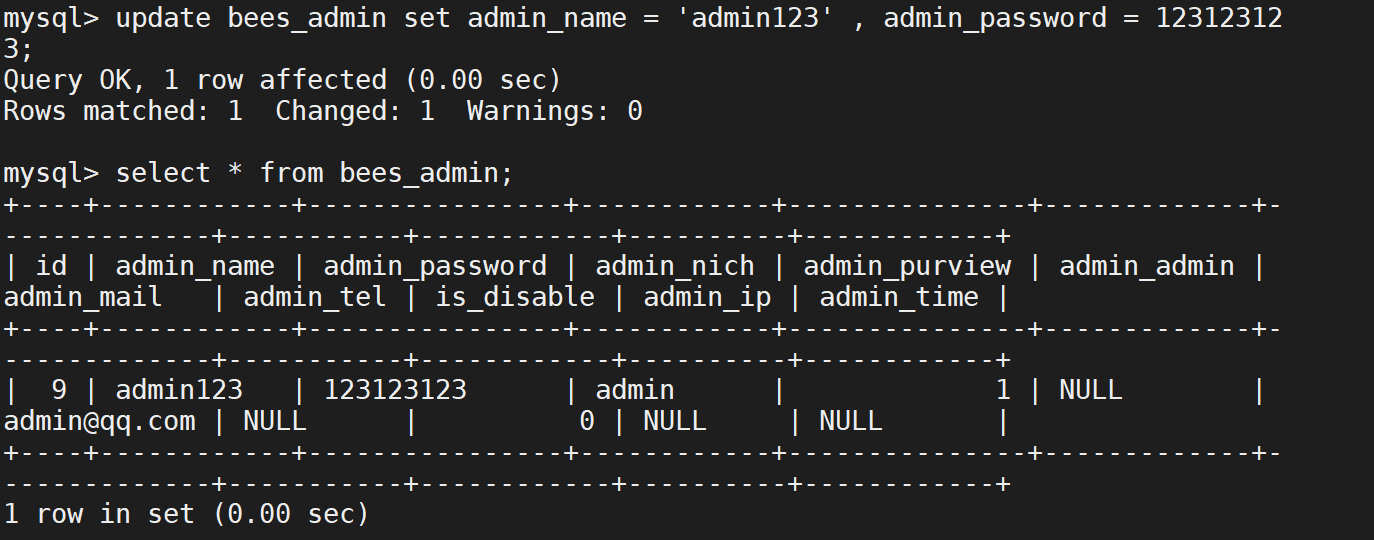 mysql> update bees_admin set admin_name = 'admin123' , admin_password = 12312312
3;
Query OK, 1 row affected (0.00 sec)
Rows matched: 1  Changed: 1  Warnings: 0

mysql> select * from bees_admin;
+----+------------+----------------+------------+---------------+-------------+-
-------------+-----------+------------+----------+------------+
| id | admin_name | admin_password | admin_nich | admin_purview | admin_admin |
admin_mail   | admin_tel | is_disable | admin_ip | admin_time |
+----+------------+----------------+------------+---------------+-------------+-
-------------+-----------+------------+----------+------------+
|  9 | admin123   | 123123123      | admin      |             1 | NULL        |
admin@qq.com | NULL      |          0 | NULL     | NULL       |
+----+------------+----------------+------------+---------------+-------------+-
-------------+-----------+------------+----------+------------+
1 row in set (0.00 sec)